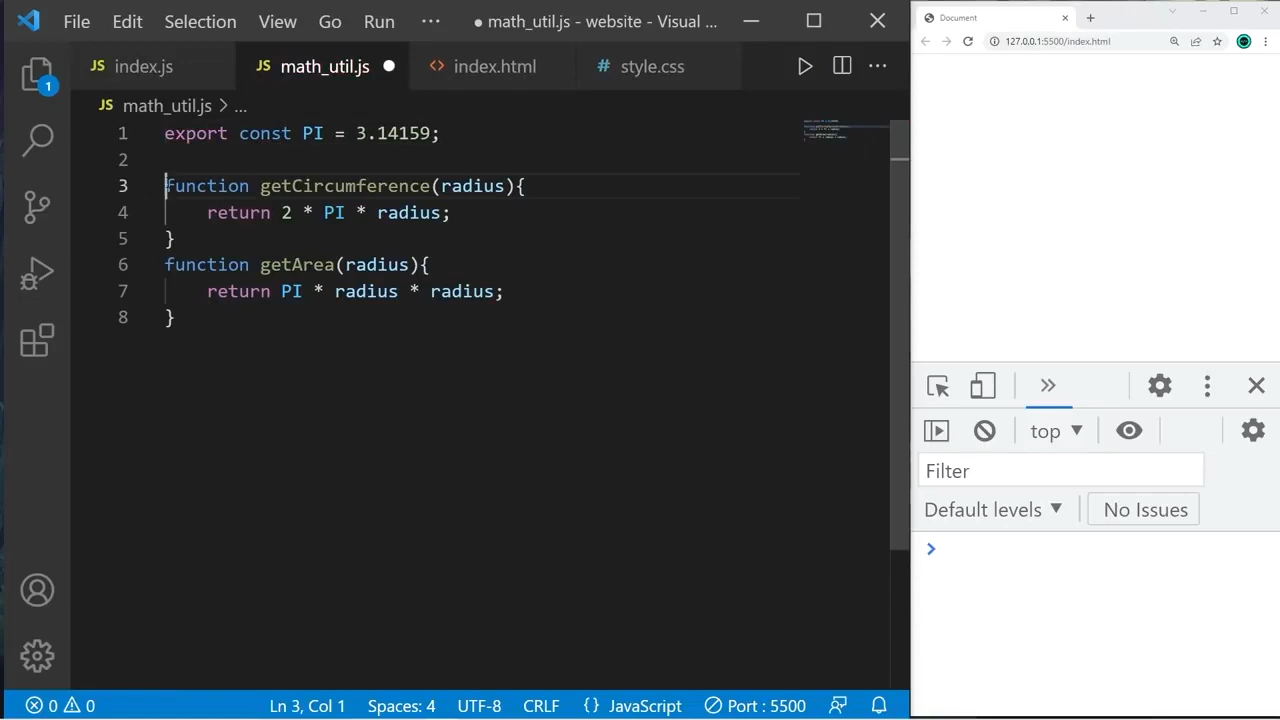 File Edit Selection View Go Run ··· ● math_util.js - website - Visual ...
JS index.js JS math_util.js ● <> index.html # style.css ···
JS math_util.js > ...
1 export const PI = 3.14159;
2
3 function getCircumference(radius){
4 return 2 * PI * radius;
5 }
6 function getArea(radius){
7 return PI * radius * radius;
8 }
1
0 0 Ln 3, Col 1 Spaces: 4 UTF-8 CRLF {} JavaScript Port : 5500
Document
127.0.0.1:5500/index.html
top ▼
Filter
Default levels ▼ No Issues
>